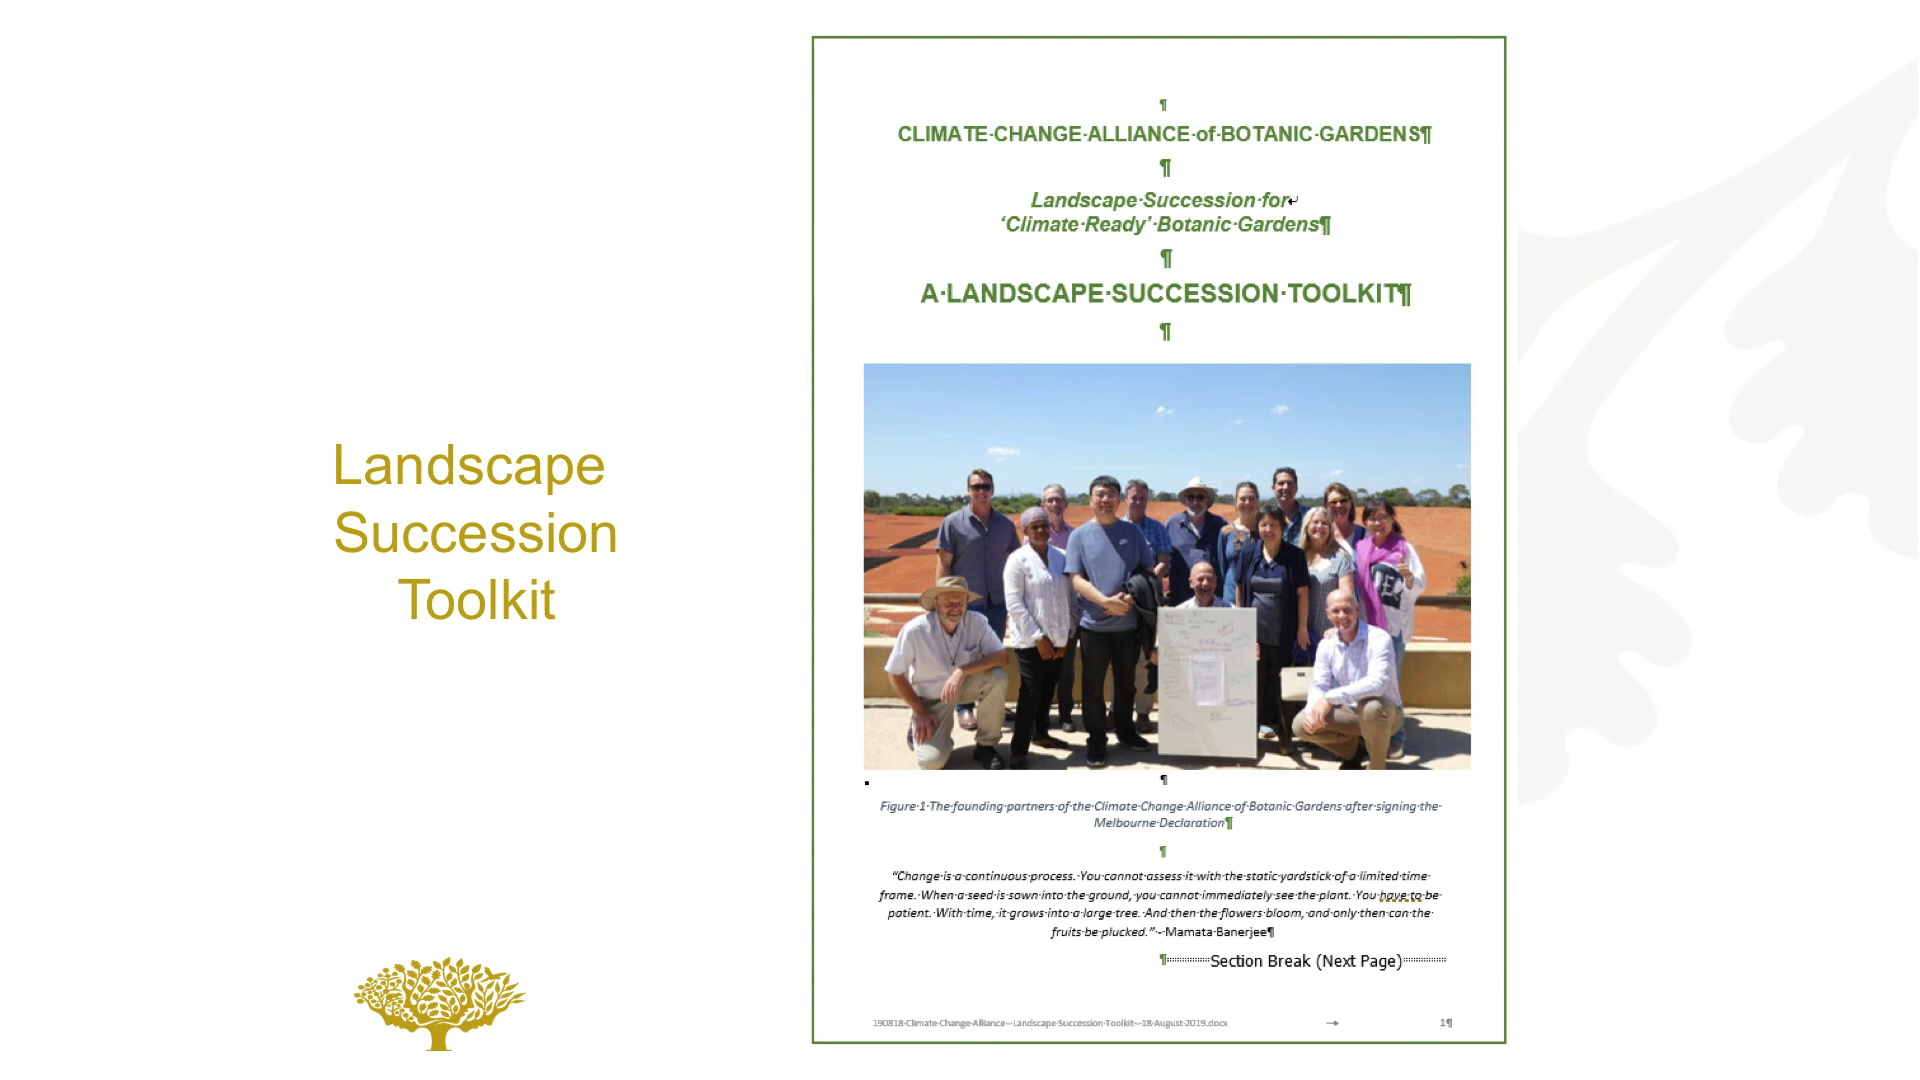 Landscape
Succession
Toolkit
¶
CLIMATE·CHANGE·ALLIANCE·of·BOTANIC·GARDENS¶
¶
Landscape·Succession·for↵
‘Climate·Ready’·Botanic·Gardens¶
¶
A·LANDSCAPE·SUCCESSION·TOOLKIT¶
¶
¶
Figure·1·The·founding·partners·of·the·Climate·Change·Alliance·of·Botanic·Gardens·after·signing·the·
Melbourne·Declaration¶
¶
“Change·is·a·continuous·process.·You·cannot·assess·it·with·the·static·yardstick·of·a·limited·time·
frame.·When·a·seed·is·sown·into·the·ground,·you·cannot·immediately·see·the·plant.·You·have·to·be·
patient.·With·time,·it·grows·into·a·large·tree.·And·then·the·flowers·bloom,·and·only·then·can·the·
fruits·be·plucked.”·-·Mamata·Banerjee¶
¶Section Break (Next Page)
190818·Climate·Change·Alliance·–·Landscape·Succession·Toolkit·–·18·August·2019.docx → 1¶